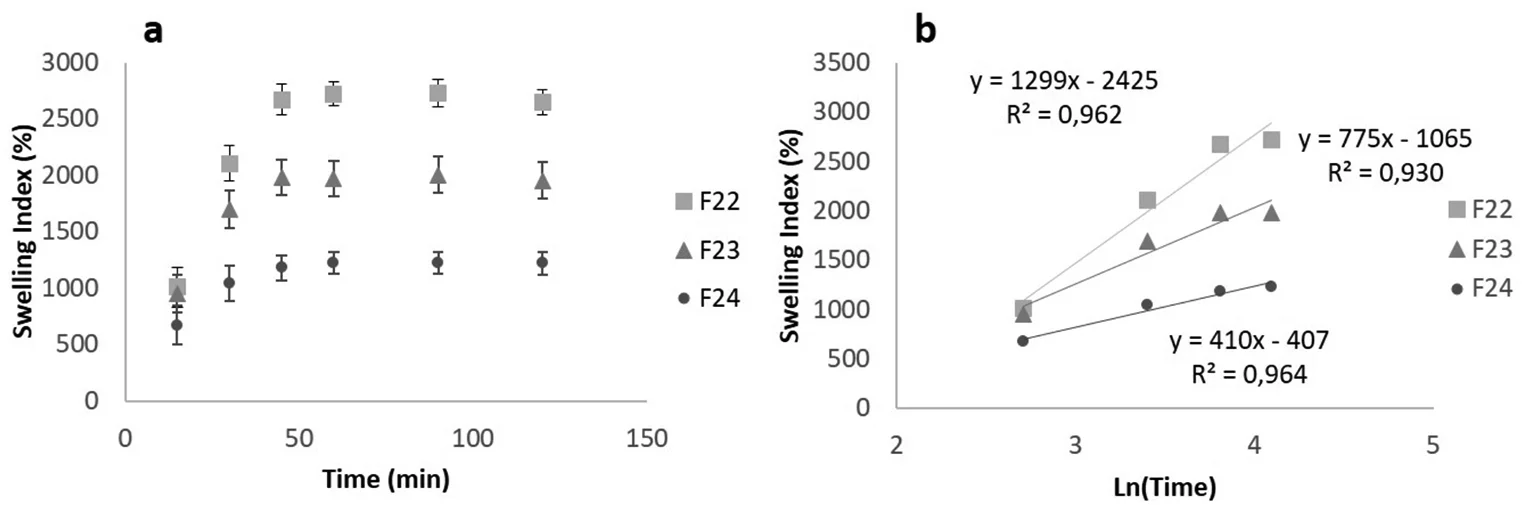 a
3000
2500
2000
1500
1000
500
0
0 50 100 150
Swelling Index (%)
Time (min)
F22
F23
F24
b
3500
3000
2500
2000
1500
1000
500
0
2 3 4 5
Swelling Index (%)
Ln(Time)
y = 1299x - 2425
R² = 0,962
y = 775x - 1065
R² = 0,930
y = 410x - 407
R² = 0,964
F22
F23
F24